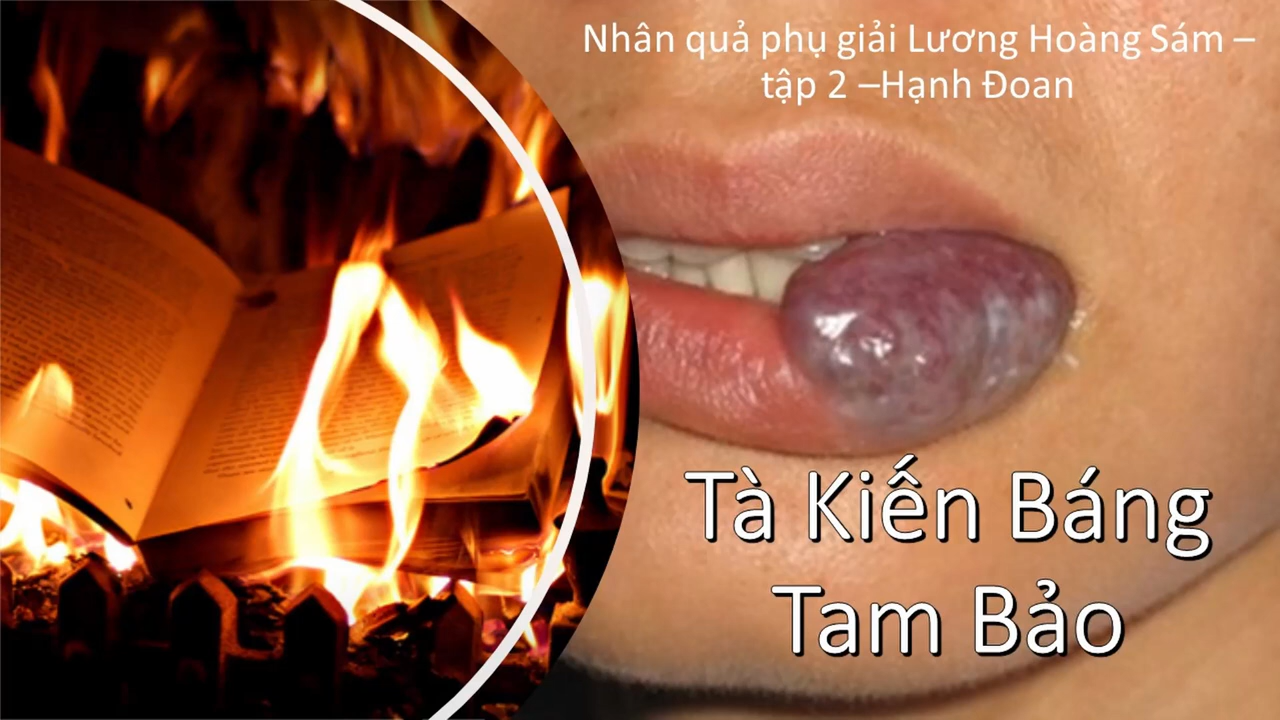 Nhân quả phụ giải Lương Hoàng Sám –
tập 2 –Hạnh Đoan
Tà Kiến Báng
Tam Bảo